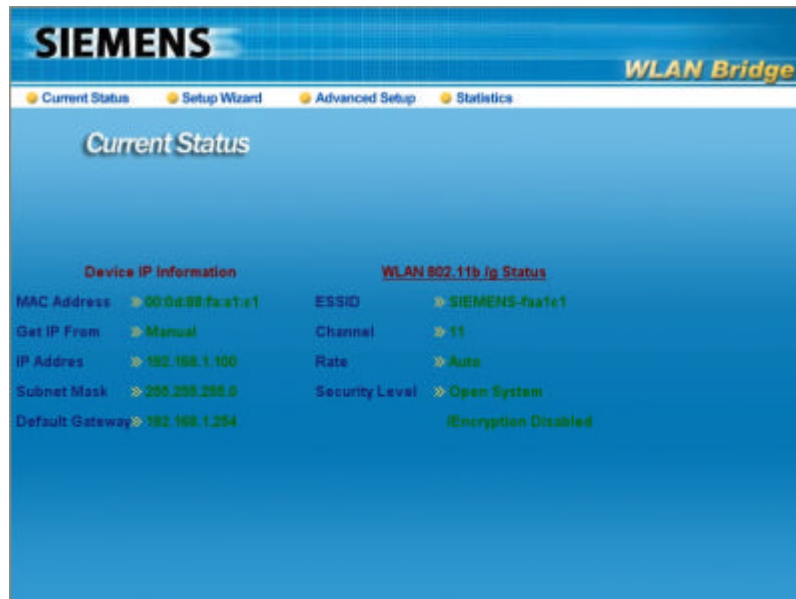 SIEMENS
WLAN Bridge
Current Status
Setup Wizard
Advanced Setup
Statistics
Current Status
Device IP Information
MAC Address » 00:0d:88:fa:a1:c1
Get IP From » Manual
IP Addres » 192.168.1.100
Subnet Mask » 255.255.255.0
Default Gateway » 192.168.1.254
WLAN 802.11b /g Status
ESSID » SIEMENS-faa1c1
Channel » 11
Rate » Auto
Security Level » Open System
/Encryption Disabled